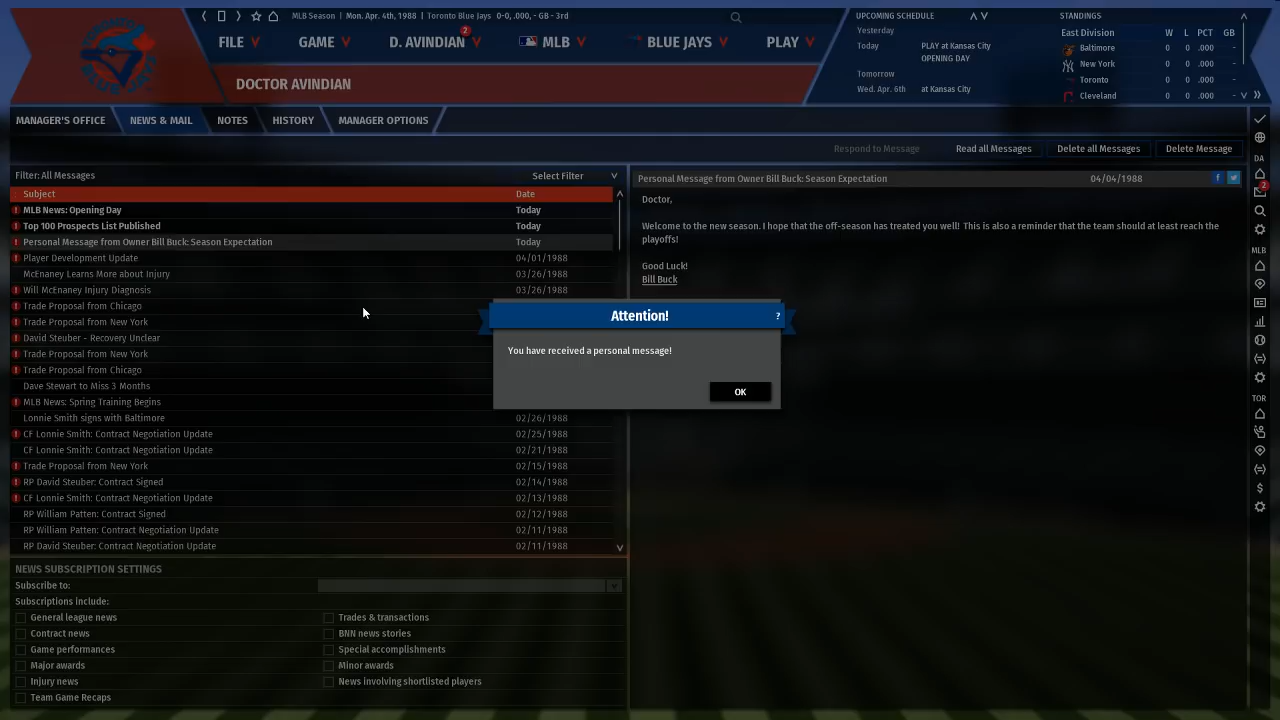 MLB Season | Mon. Apr. 4th, 1988 | Toronto Blue Jays 0-0, .000, - GB - 3rd
FILE GAME D. AVINDIAN 2 MLB BLUE JAYS PLAY
DOCTOR AVINDIAN
UPCOMING SCHEDULE
Yesterday
Today PLAY at Kansas City
OPENING DAY
Tomorrow
Wed. Apr. 6th at Kansas City
STANDINGS
East Division W L PCT GB
Baltimore 0 0 .000 -
New York 0 0 .000 -
Toronto 0 0 .000 -
Cleveland 0 0 .000 -
MANAGER'S OFFICE NEWS & MAIL NOTES HISTORY MANAGER OPTIONS
Respond to Message Read all Messages Delete all Messages Delete Message
Filter: All Messages Select Filter
Subject Date
MLB News: Opening Day Today
Top 100 Prospects List Published Today
Personal Message from Owner Bill Buck: Season Expectation Today
Player Development Update 04/01/1988
McEnaney Learns More about Injury 03/26/1988
Will McEnaney Injury Diagnosis 03/26/1988
Trade Proposal from Chicago
Trade Proposal from New York
David Steuber - Recovery Unclear
Trade Proposal from New York
Trade Proposal from Chicago
Dave Stewart to Miss 3 Months
MLB News: Spring Training Begins
Lonnie Smith signs with Baltimore 02/26/1988
CF Lonnie Smith: Contract Negotiation Update 02/25/1988
CF Lonnie Smith: Contract Negotiation Update 02/21/1988
Trade Proposal from New York 02/15/1988
RP David Steuber: Contract Signed 02/14/1988
CF Lonnie Smith: Contract Negotiation Update 02/13/1988
RP William Patten: Contract Signed 02/12/1988
RP William Patten: Contract Negotiation Update 02/11/1988
RP David Steuber: Contract Negotiation Update 02/11/1988
Personal Message from Owner Bill Buck: Season Expectation 04/04/1988
Doctor,
Welcome to the new season. I hope that the off-season has treated you well! This is also a reminder that the team should at least reach the
playoffs!
Good Luck!
Bill Buck
Attention! ?
You have received a personal message!
OK
NEWS SUBSCRIPTION SETTINGS
Subscribe to:
Subscriptions include:
General league news Trades & transactions
Contract news BNN news stories
Game performances Special accomplishments
Major awards Minor awards
Injury news News involving shortlisted players
Team Game Recaps
DA
2
MLB
TOR